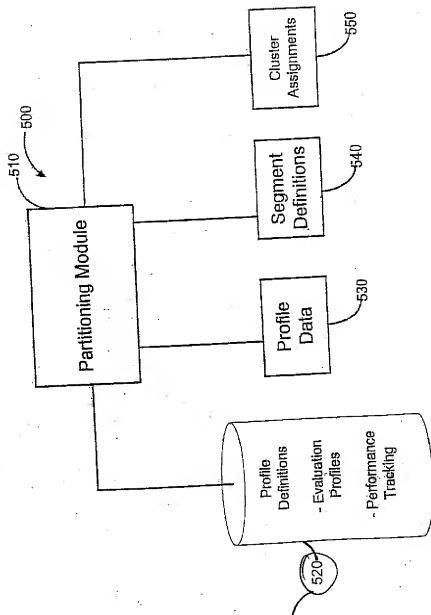 500
510
Partitioning Module
Profile
Definitions
- Evaluation
Profiles
- Performance
Tracking
520
Profile
Data
530
Segment
Definitions
540
Cluster
Assignments
550